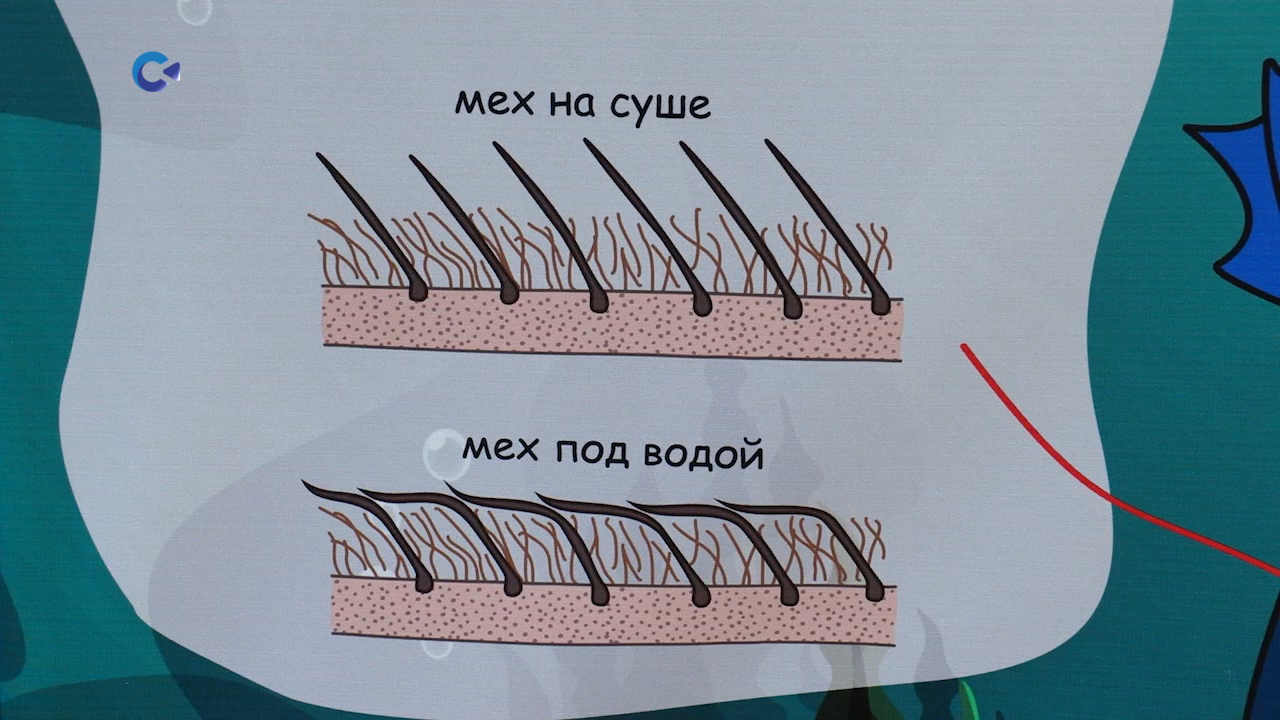 мех на суше
мех под водой